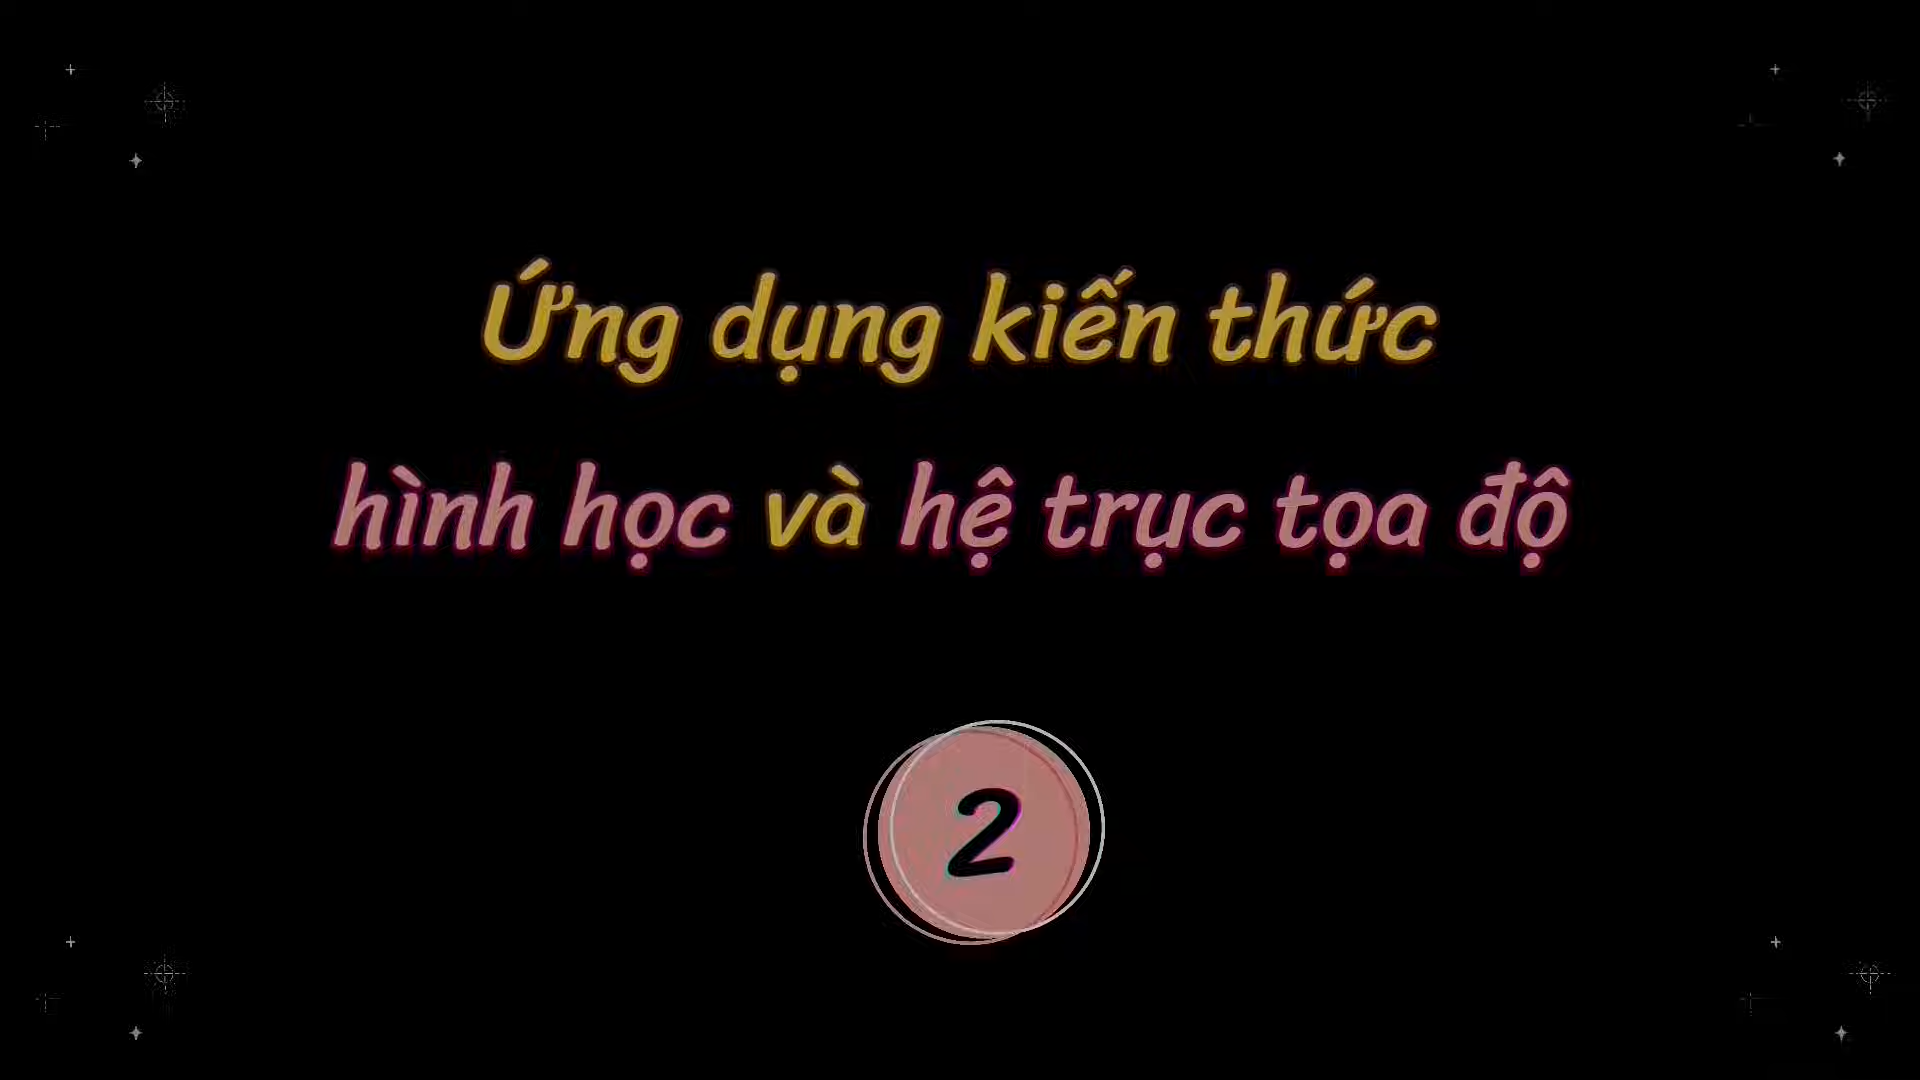 Ứng dụng kiến thức
hình học và hệ trục tọa độ
2